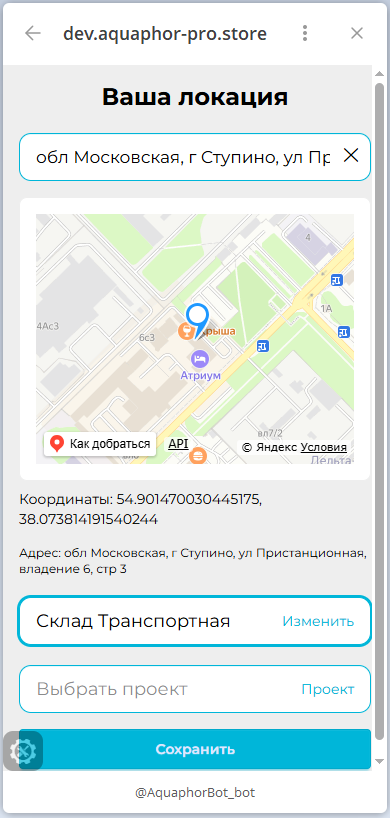 dev.aquaphor-pro.store
Ваша локация
обл Московская, г Ступино, ул Пр
4Ас3
6с3
1А
Атриум
вл7/2
Как добраться
API
© Яндекс Условия
Дельта-
Координаты: 54.901470030445175,
38.073814191540244
Адрес: обл Московская, г Ступино, ул Пристанционная,
владение 6, стр 3
Склад Транспортная
Изменить
Выбрать проект
Проект
Сохранить
@AquaphorBot_bot